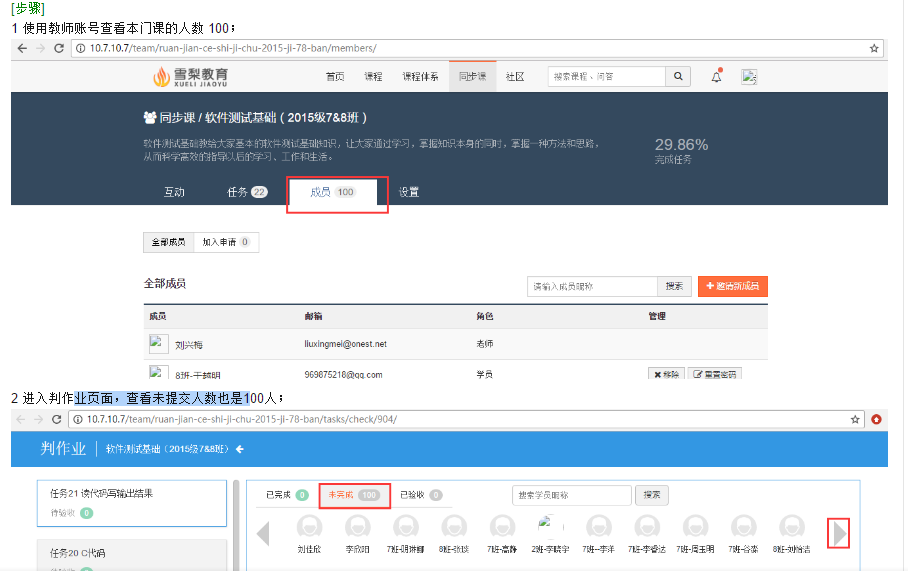 [步骤]
1 使用教师账号查看本门课的人数 100；
10.7.10.7/team/ruan-jian-ce-shi-ji-chu-2015-ji-78-ban/members/
雪梨教育
XUELI JIAOYU
首页 课程 课程体系 同步课 社区 搜索课程、问答
同步课 / 软件测试基础（2015级7&8班）
软件测试基础教给大家基本的软件测试基础知识，让大家通过学习，掌握知识本身的同时，掌握一种方法和思路，
从而科学高效的指导以后的学习、工作和生活。
29.86%
完成任务
互动 任务 22 成员 100 设置
全部成员 加入申请 0
全部成员 请输入成员昵称 搜索 邀请新成员
成员 邮箱 角色 管理
刘兴梅 liuxingmei@onest.net 老师
8班-于越明 969875218@qq.com 学员 移除 重置密码
2 进入判作业页面，查看未提交人数也是100人；
10.7.10.7/team/ruan-jian-ce-shi-ji-chu-2015-ji-78-ban/tasks/check/904/
判作业 软件测试基础（2015级7&8班）
任务21 读代码写输出结果
待验收 0
任务20 C代码
已完成 0 未完成 100 已验收 0 搜索学员昵称 搜索
刘佳欣 李欣阳 8班-张琰 7班-高静 2班-李晓宇 7班--李洋 7班-李睿达 7班-周玉明 8班-刘怡洁